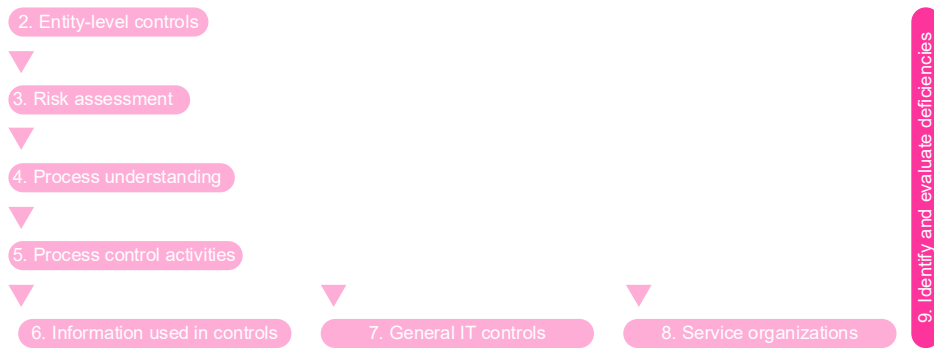 2. Entity-level controls
3. Risk assessment
4. Process understanding
5. Process control activities
6. Information used in controls
7. General IT controls
8. Service organizations
9. Identify and evaluate deficiencies